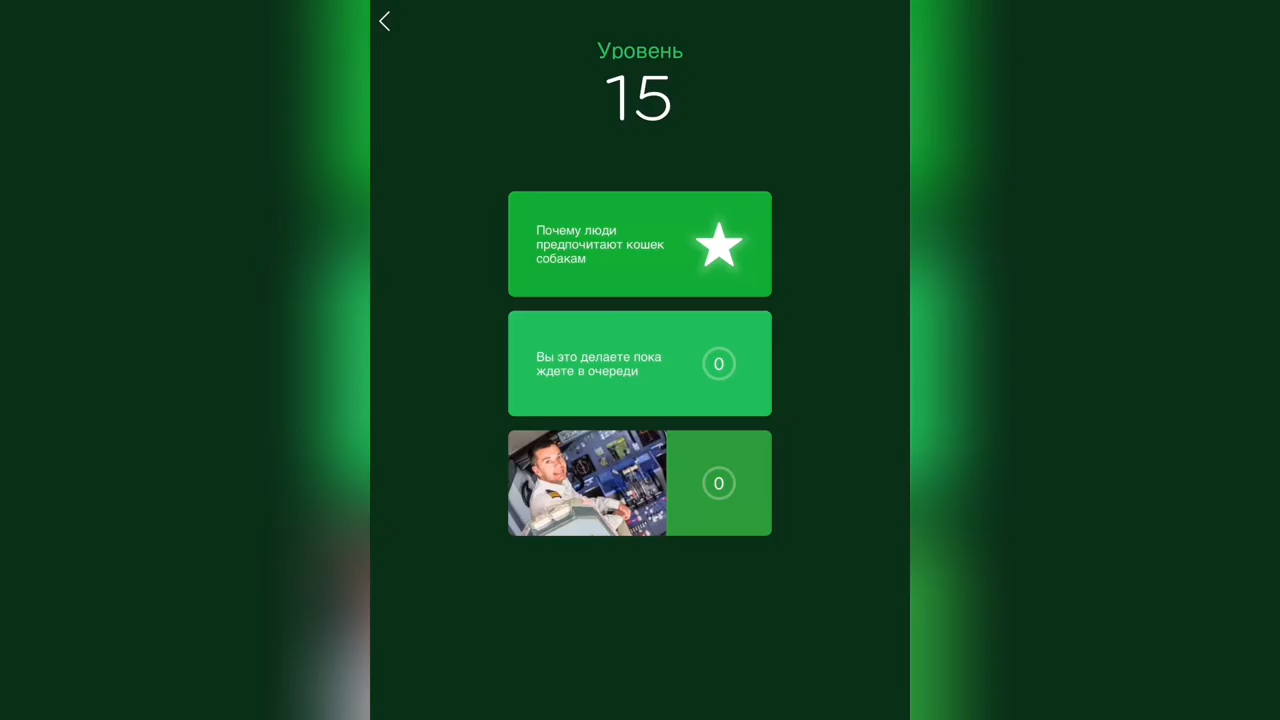 Уровень
15
Почему люди
предпочитают кошек
собакам
Вы это делаете пока
ждете в очереди
0
0